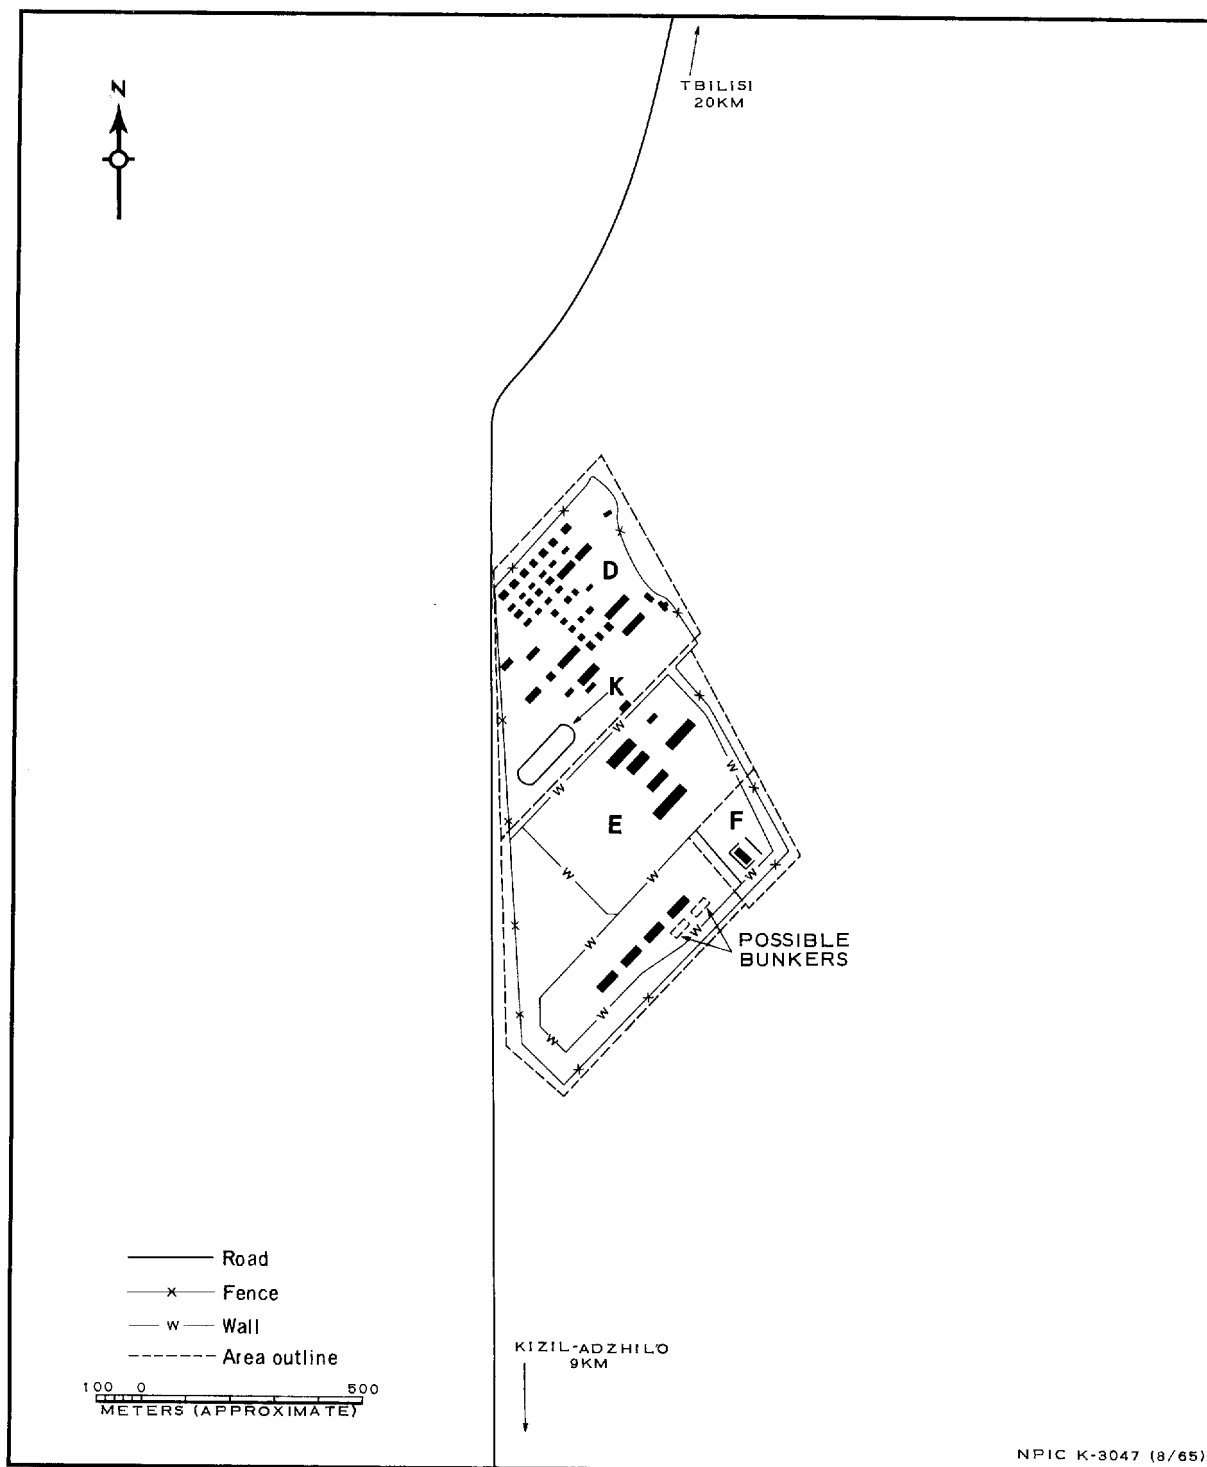 N
TBILISI
20KM
D
K
E
F
POSSIBLE
BUNKERS
Road
x Fence
w Wall
Area outline
KIZIL-ADZHILO
9KM
100 0 500
METERS (APPROXIMATE)
NPIC K-3047 (8/65)